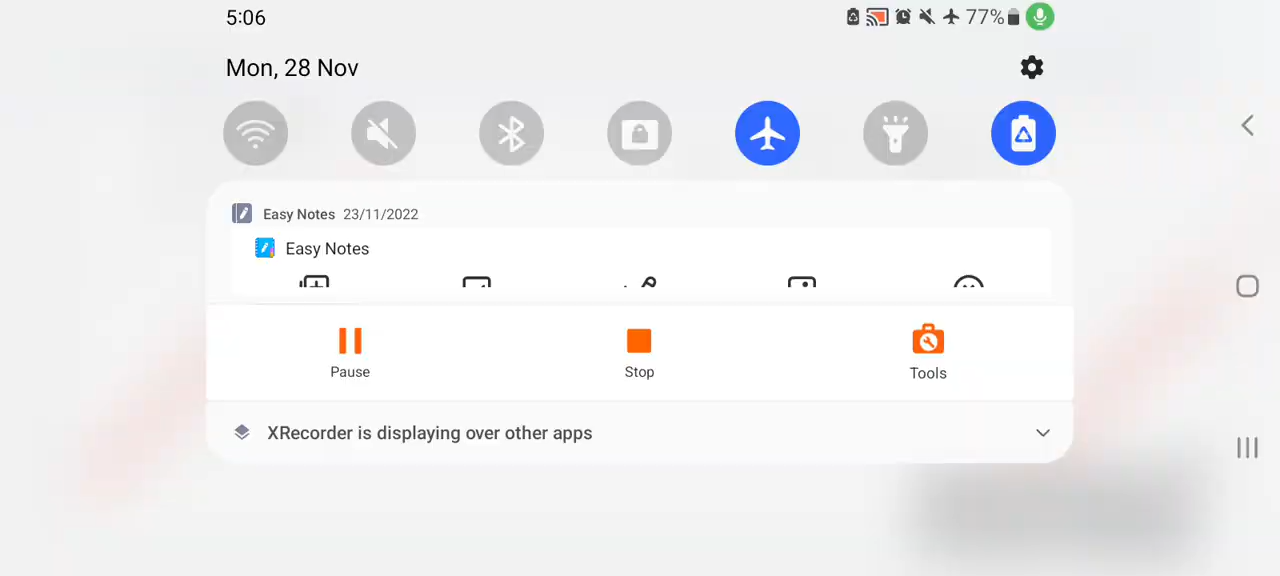 5:06
77%
Mon, 28 Nov
Easy Notes 23/11/2022
Easy Notes
Pause
Stop
Tools
XRecorder is displaying over other apps